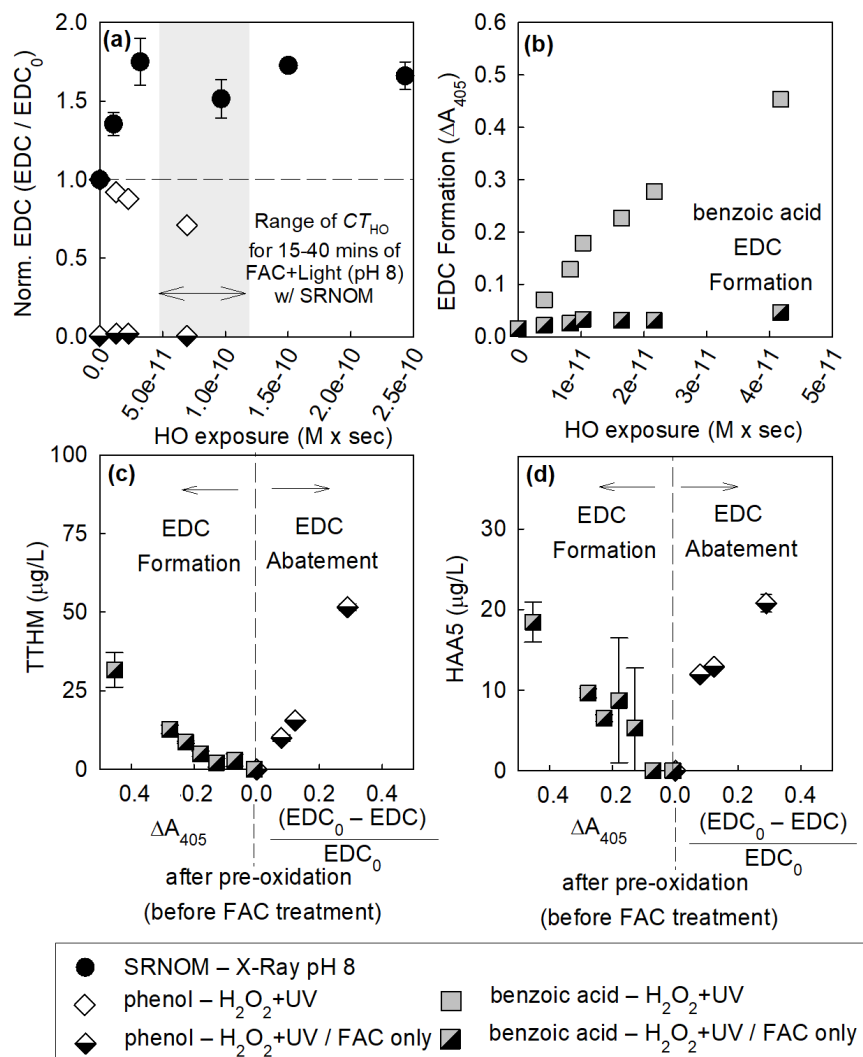 (a)
2.0
1.5
1.0
0.5
0.0
Norm. EDC (EDC / EDC₀)
Range of CT_HO
for 15-40 mins of
FAC+Light (pH 8)
w/ SRNOM
0.0
5.0e-11
1.0e-10
1.5e-10
2.0e-10
2.5e-10
HO exposure (M x sec)
(b)
0.6
0.5
0.4
0.3
0.2
0.1
0.0
EDC Formation (ΔA₄₀₅)
benzoic acid
EDC
Formation
0
1e-11
2e-11
3e-11
4e-11
5e-11
HO exposure (M x sec)
(c)
100
75
50
25
0
TTHM (μg/L)
EDC
Formation
EDC
Abatement
0.4
0.2
0.0
0.2
0.4
ΔA₄₀₅
(EDC₀ – EDC)
EDC₀
after pre-oxidation
(before FAC treatment)
(d)
30
20
10
0
HAA5 (μg/L)
EDC
Formation
EDC
Abatement
0.4
0.2
0.0
0.2
0.4
ΔA₄₀₅
(EDC₀ – EDC)
EDC₀
after pre-oxidation
(before FAC treatment)
SRNOM – X-Ray pH 8
phenol – H₂O₂+UV
phenol – H₂O₂+UV / FAC only
benzoic acid – H₂O₂+UV
benzoic acid – H₂O₂+UV / FAC only